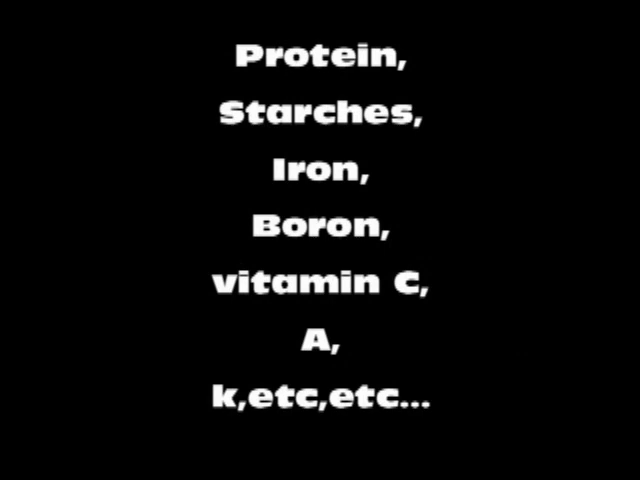 Protein,
Starches,
Iron,
Boron,
vitamin C,
A,
k,etc,etc...